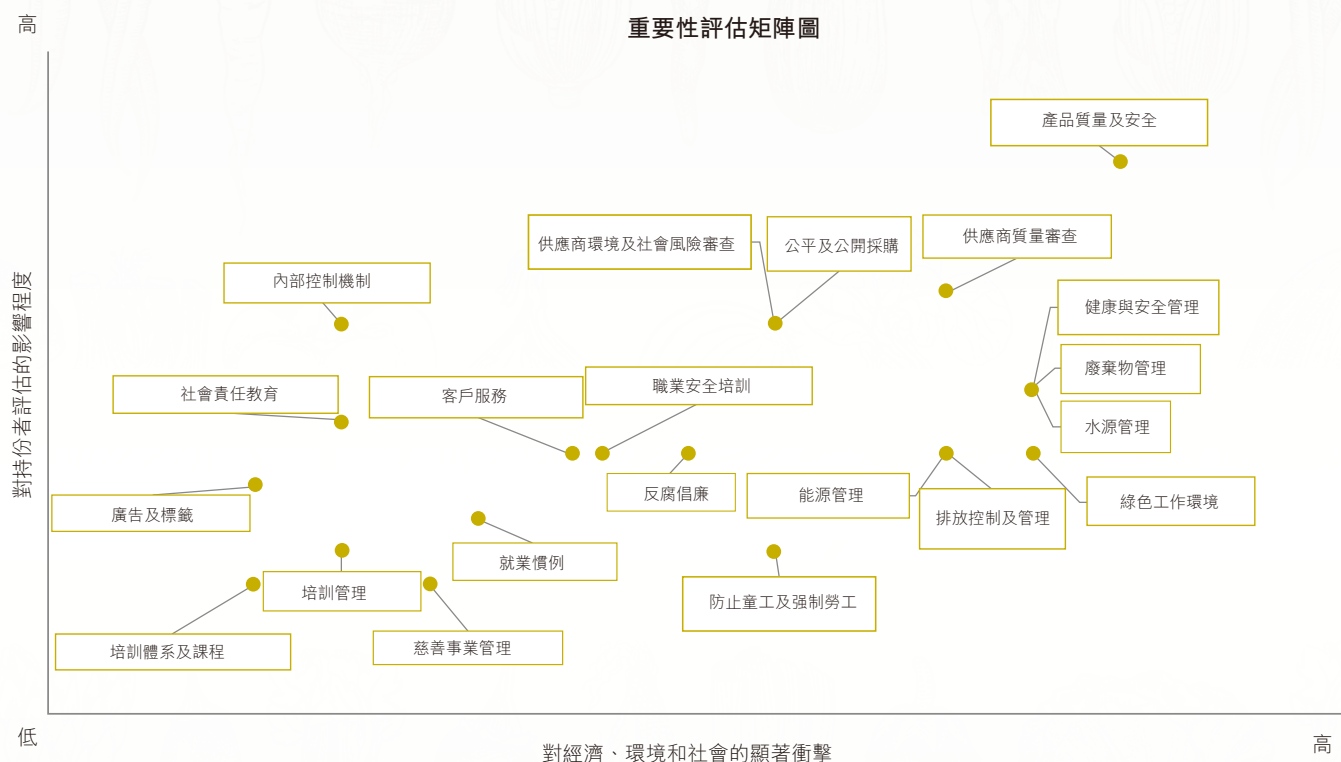 高
重要性評估矩陣圖
產品質量及安全
供應商環境及社會風險審查
公平及公開採購
供應商質量審查
內部控制機制
健康與安全管理
對持份者評估的影響程度
社會責任教育
客戶服務
職業安全培訓
廢棄物管理
水源管理
廣告及標籤
反腐倡廉
能源管理
排放控制及管理
綠色工作環境
就業慣例
培訓管理
防止童工及强制勞工
培訓體系及課程
慈善事業管理
低
對經濟、環境和社會的顯著衝擊
高